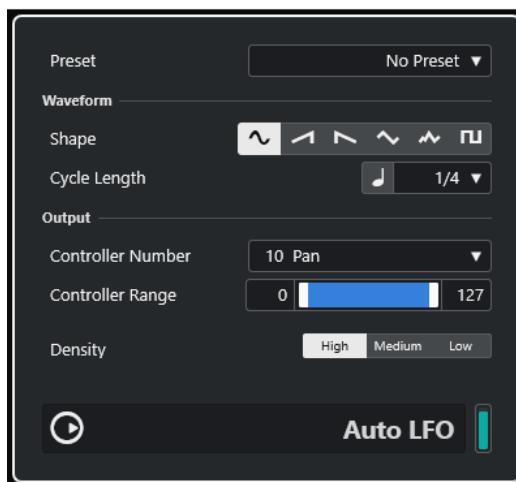 Preset No Preset
Waveform
Shape
Cycle Length 1/4
Output
Controller Number 10 Pan
Controller Range 0 127
Density High Medium Low
Auto LFO